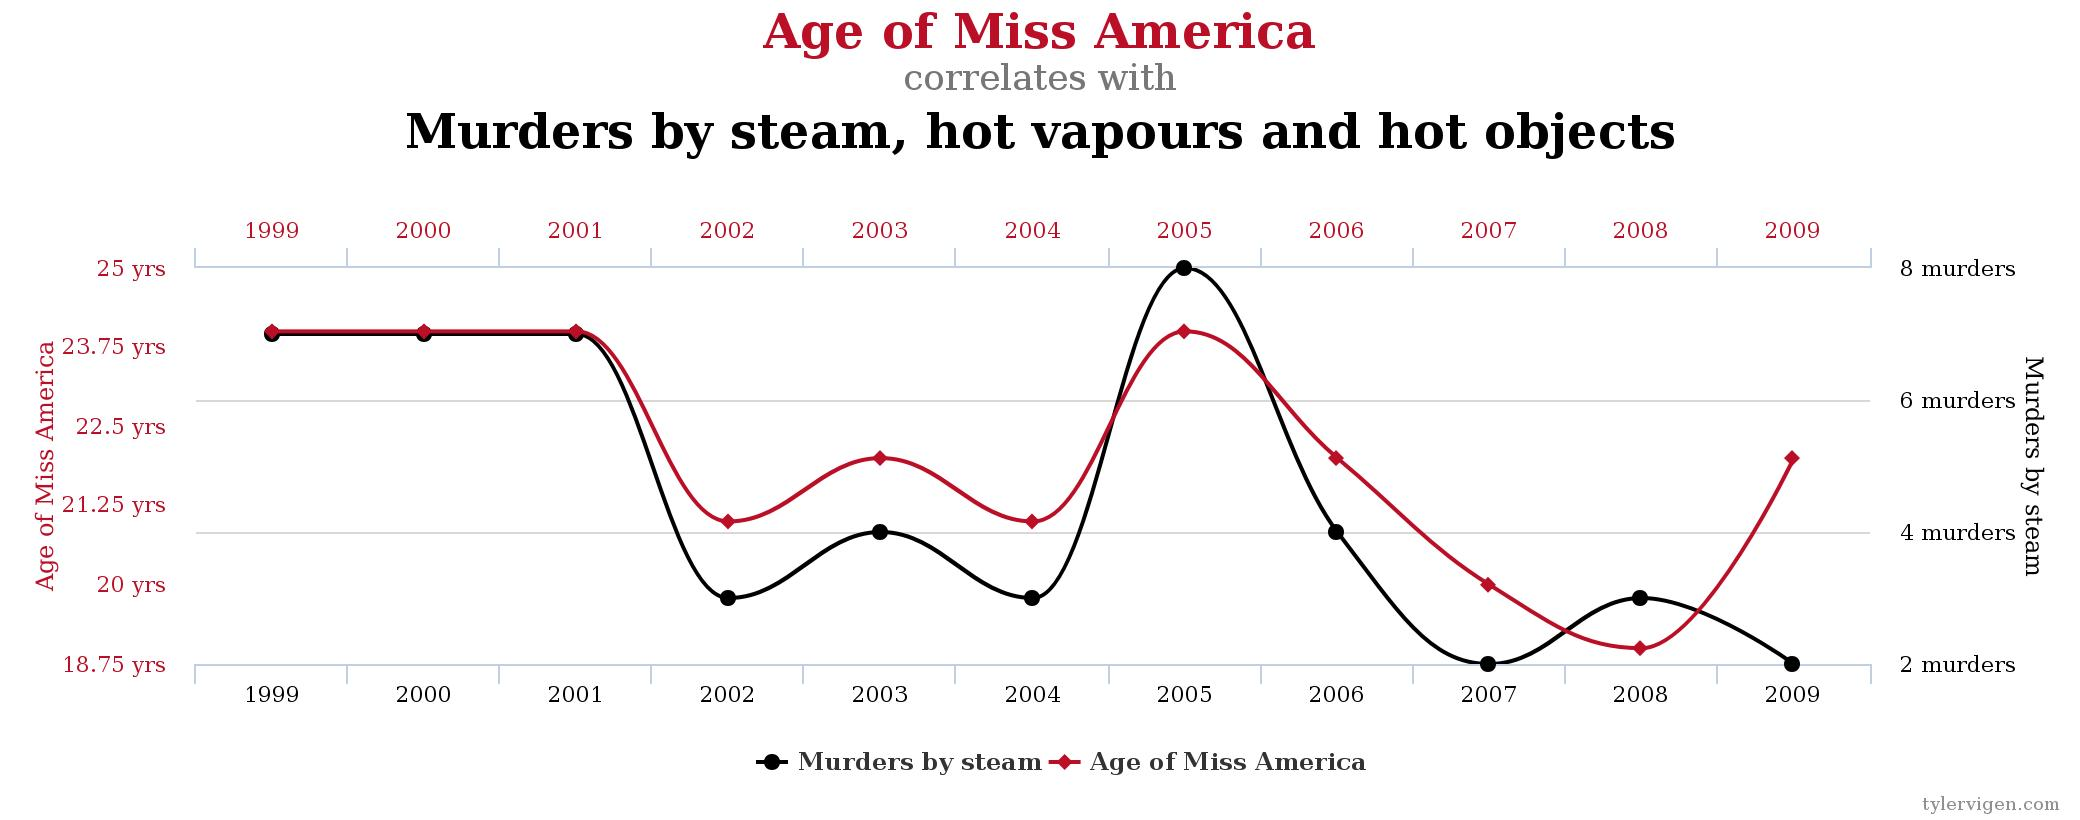 Age of Miss America
correlates with
Murders by steam, hot vapours and hot objects
1999 2000 2001 2002 2003 2004 2005 2006 2007 2008 2009
25 yrs 8 murders
23.75 yrs
6 murders
22.5 yrs
21.25 yrs
4 murders
20 yrs
18.75 yrs 2 murders
Age of Miss America
Murders by steam
1999 2000 2001 2002 2003 2004 2005 2006 2007 2008 2009
Murders by steam Age of Miss America
tylervigen.com